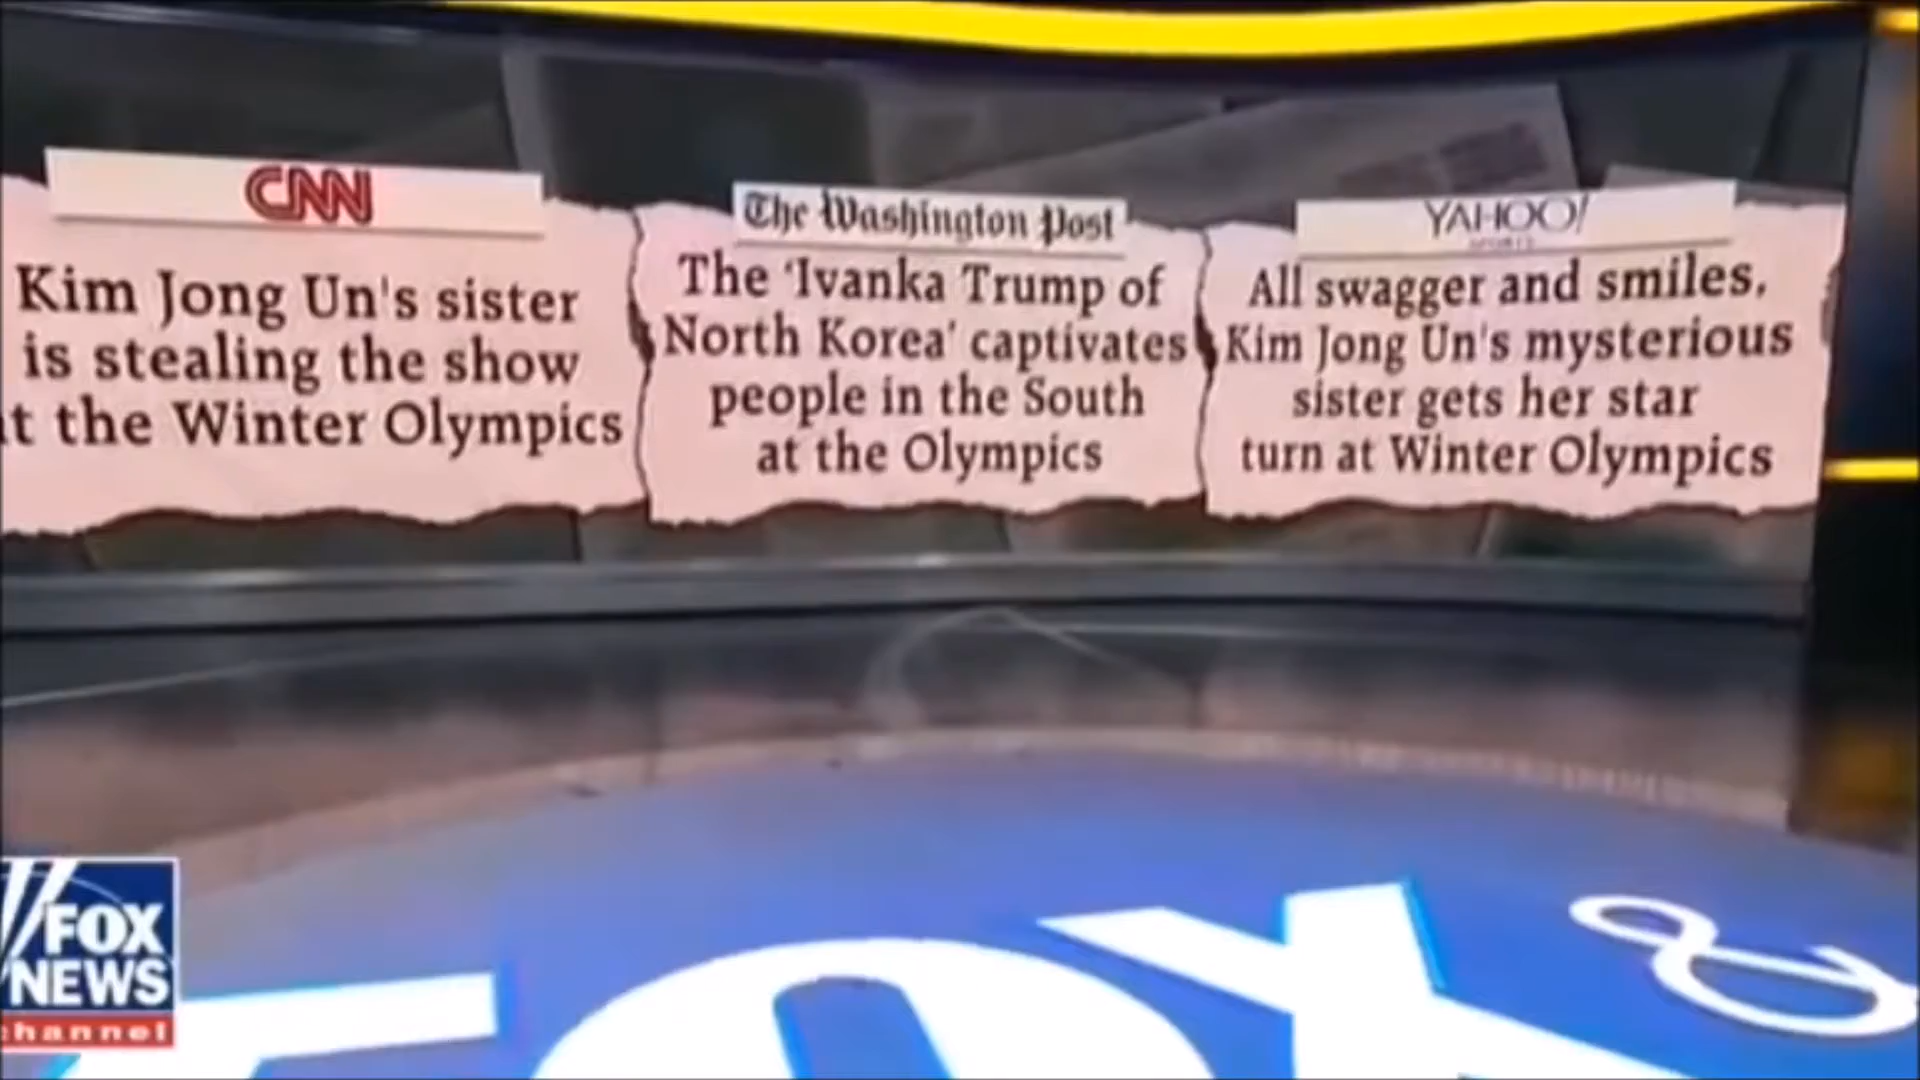 CNN
Kim Jong Un's sister
is stealing the show
t the Winter Olympics
The Washington Post
The ‘Ivanka Trump of
North Korea' captivates
people in the South
at the Olympics
YAHOO!
SPORTS
All swagger and smiles,
Kim Jong Un's mysterious
sister gets her star
turn at Winter Olympics
FOX
NEWS
channel
FOX &